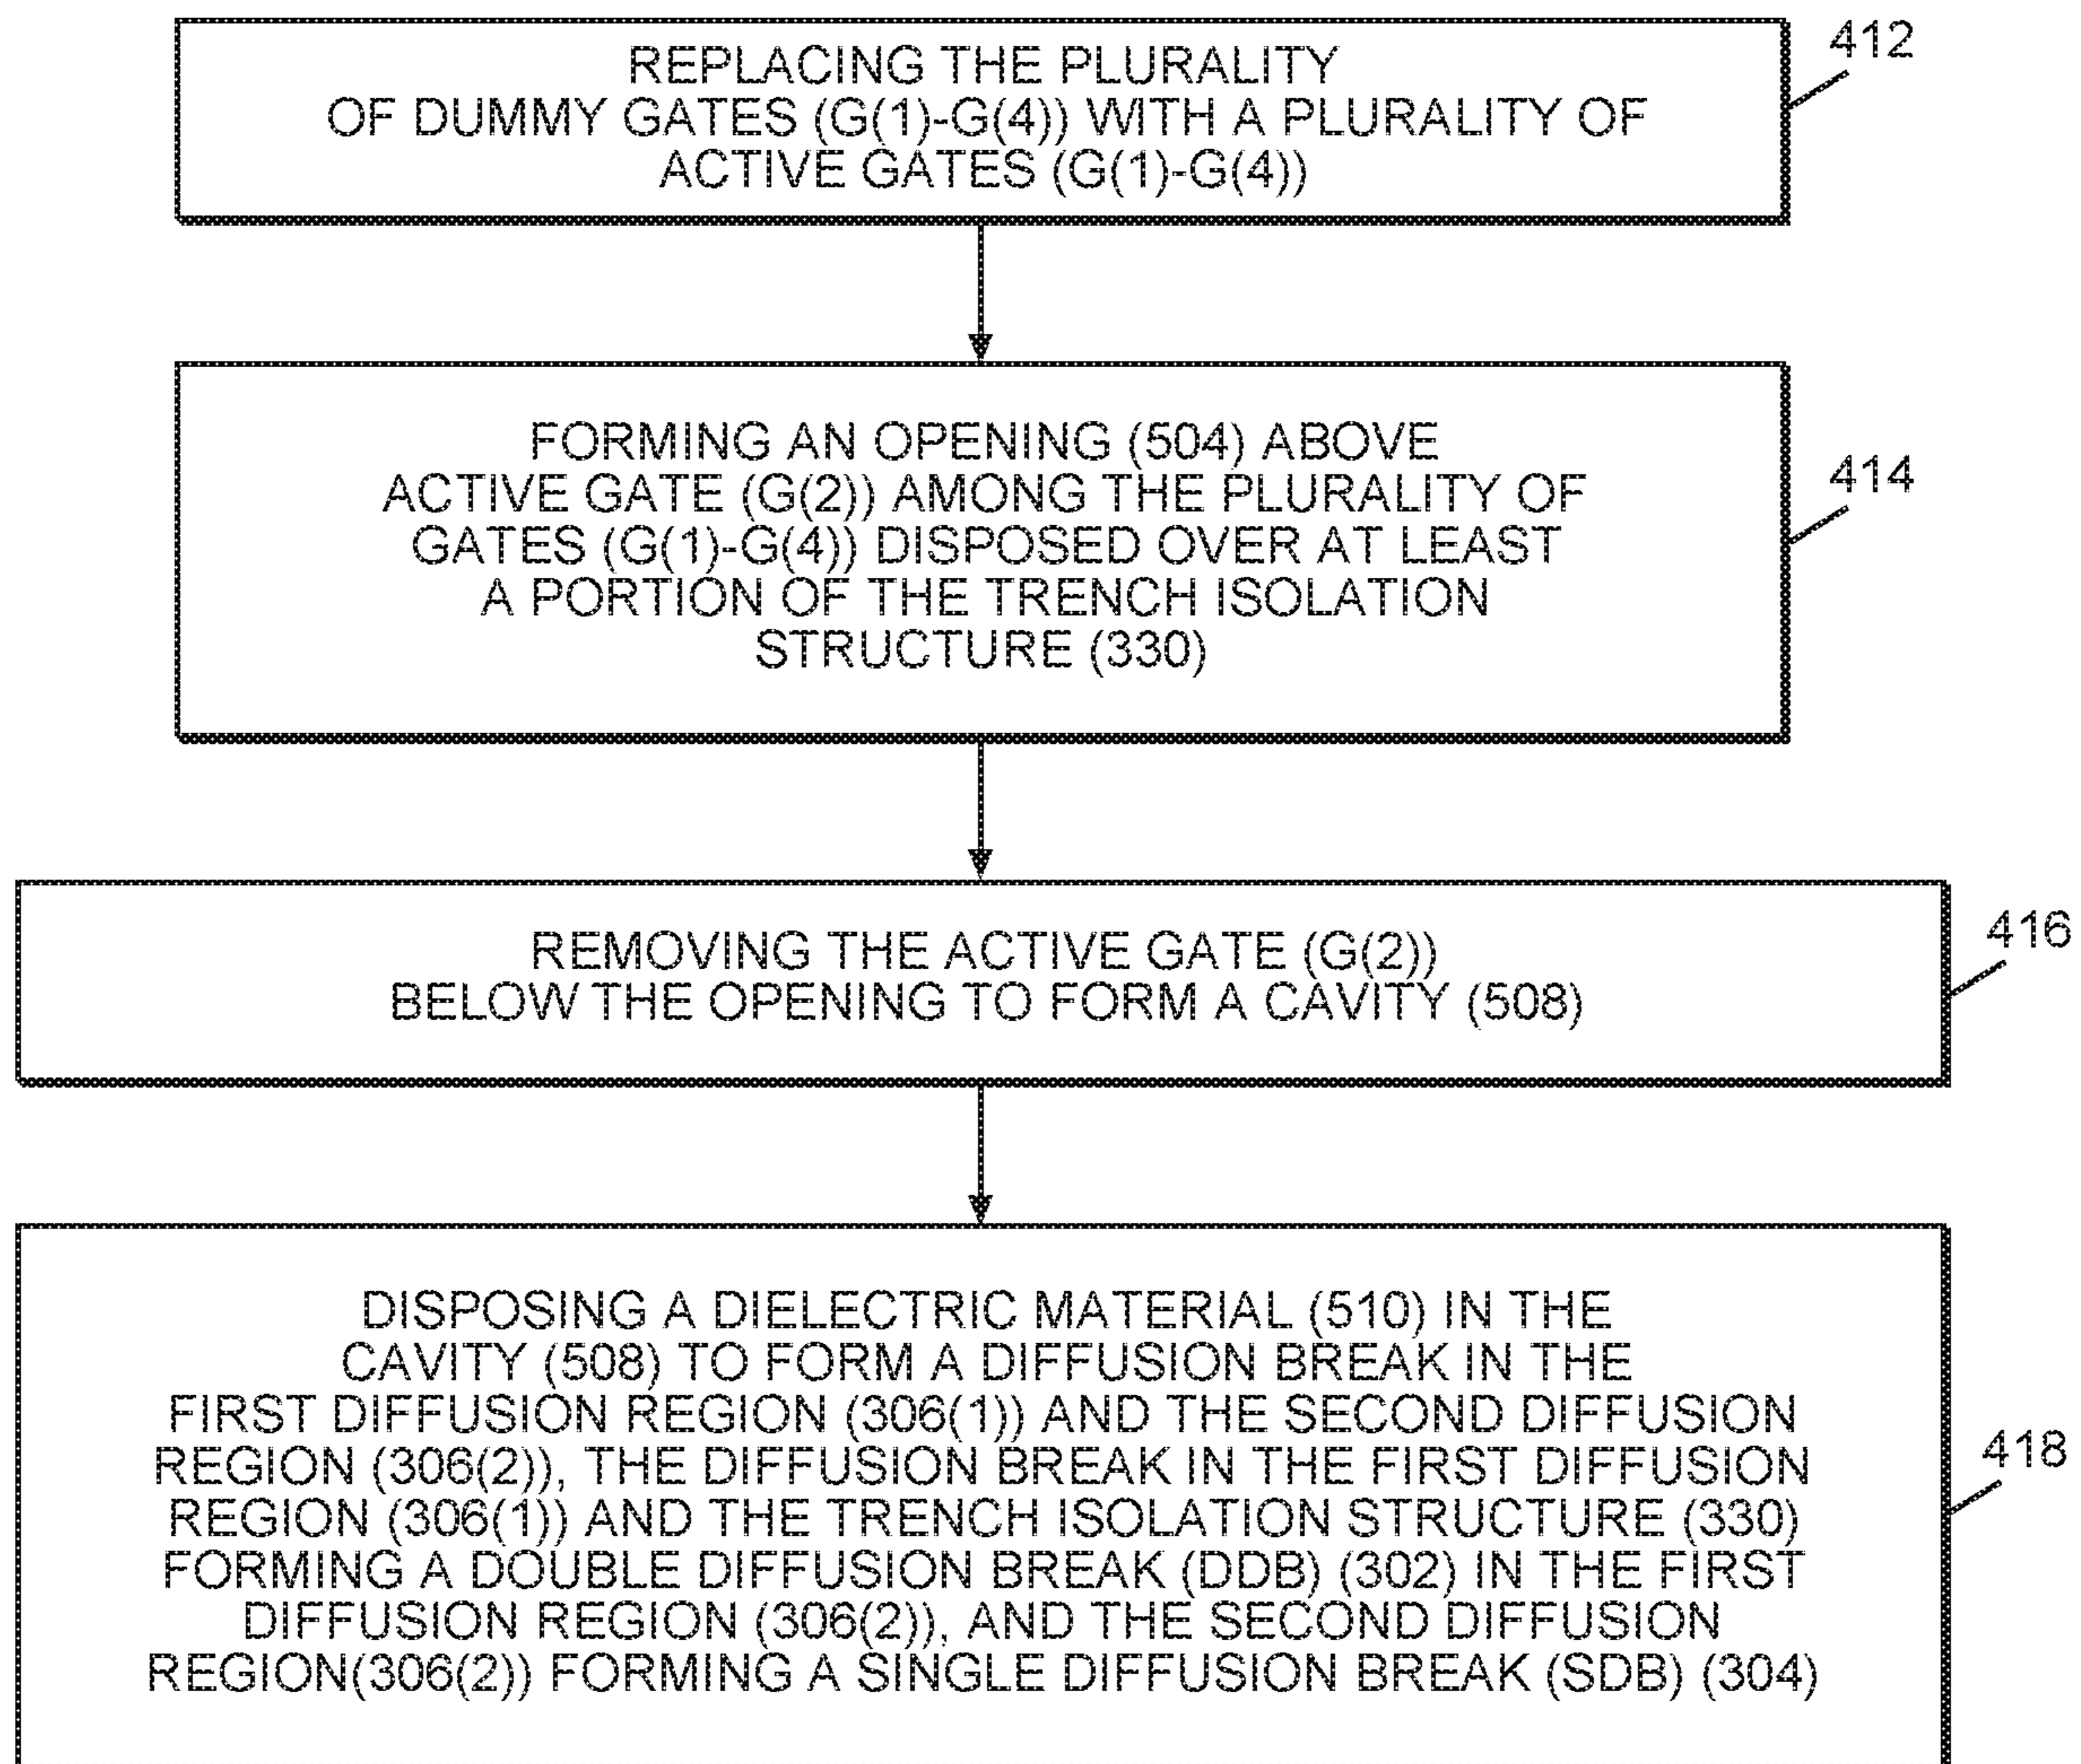 REPLACING THE PLURALITY
OF DUMMY GATES (G(1)-G(4)) WITH A PLURALITY OF
ACTIVE GATES (G(1)-G(4))
412
FORMING AN OPENING (504) ABOVE
ACTIVE GATE (G(2)) AMONG THE PLURALITY OF
GATES (G(1)-G(4)) DISPOSED OVER AT LEAST
A PORTION OF THE TRENCH ISOLATION
STRUCTURE (330)
414
REMOVING THE ACTIVE GATE (G(2))
BELOW THE OPENING TO FORM A CAVITY (508)
416
DISPOSING A DIELECTRIC MATERIAL (510) IN THE
CAVITY (508) TO FORM A DIFFUSION BREAK IN THE
FIRST DIFFUSION REGION (306(1)) AND THE SECOND DIFFUSION
REGION (306(2)), THE DIFFUSION BREAK IN THE FIRST DIFFUSION
REGION (306(1)) AND THE TRENCH ISOLATION STRUCTURE (330)
FORMING A DOUBLE DIFFUSION BREAK (DDB) (302) IN THE FIRST
DIFFUSION REGION (306(2)), AND THE SECOND DIFFUSION
REGION(306(2)) FORMING A SINGLE DIFFUSION BREAK (SDB) (304)
418